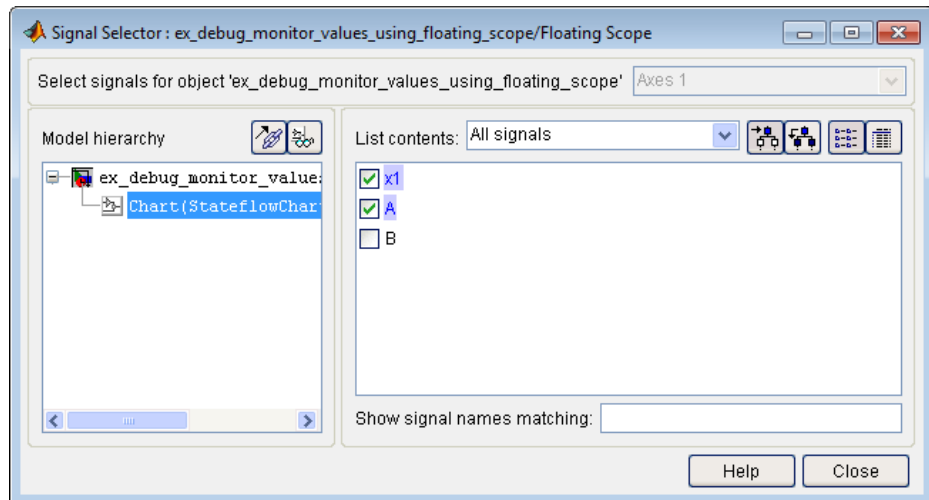 Signal Selector : ex_debug_monitor_values_using_floating_scope/Floating Scope
Select signals for object 'ex_debug_monitor_values_using_floating_scope' Axes 1
Model hierarchy
List contents: All signals
ex_debug_monitor_value
Chart(StateflowChar
x1
A
B
Show signal names matching:
Help Close